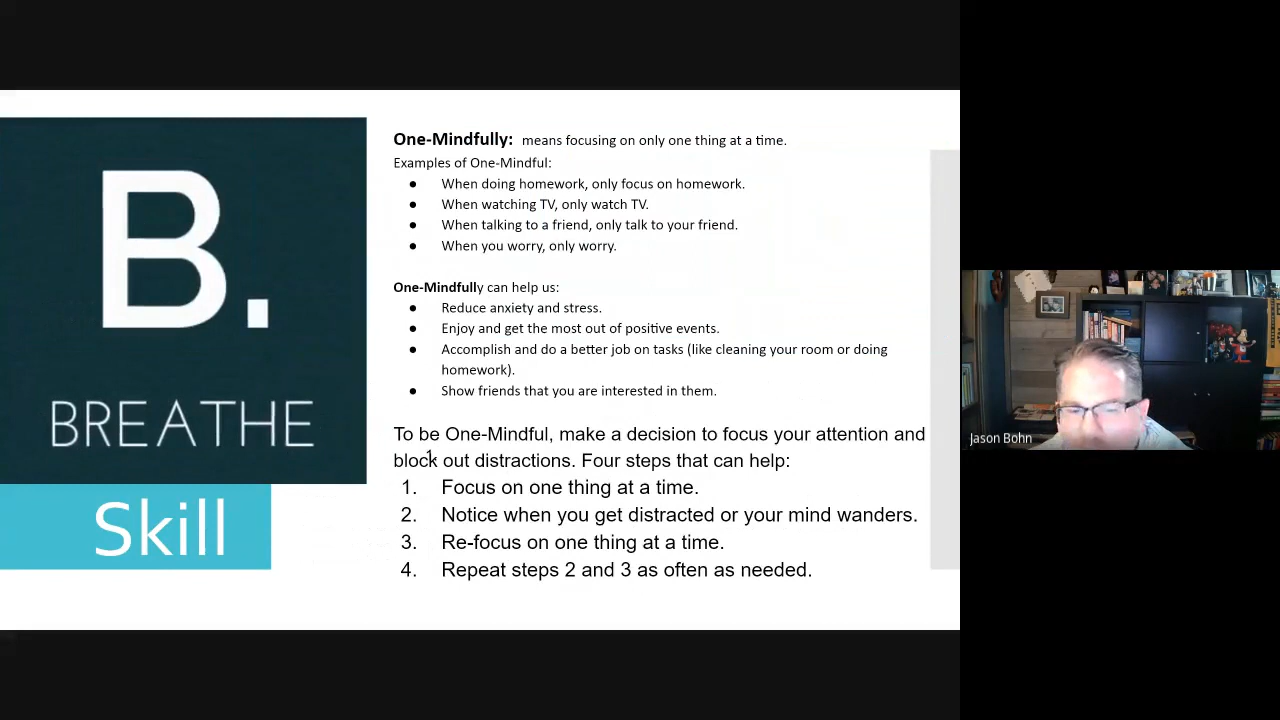 B.
BREATHE
Skill
One-Mindfully: means focusing on only one thing at a time.
Examples of One-Mindful:
● When doing homework, only focus on homework.
● When watching TV, only watch TV.
● When talking to a friend, only talk to your friend.
● When you worry, only worry.
One-Mindfully can help us:
● Reduce anxiety and stress.
● Enjoy and get the most out of positive events.
● Accomplish and do a better job on tasks (like cleaning your room or doing
homework).
● Show friends that you are interested in them.
To be One-Mindful, make a decision to focus your attention and
block out distractions. Four steps that can help:
1. Focus on one thing at a time.
2. Notice when you get distracted or your mind wanders.
3. Re-focus on one thing at a time.
4. Repeat steps 2 and 3 as often as needed.
Jason Bohn